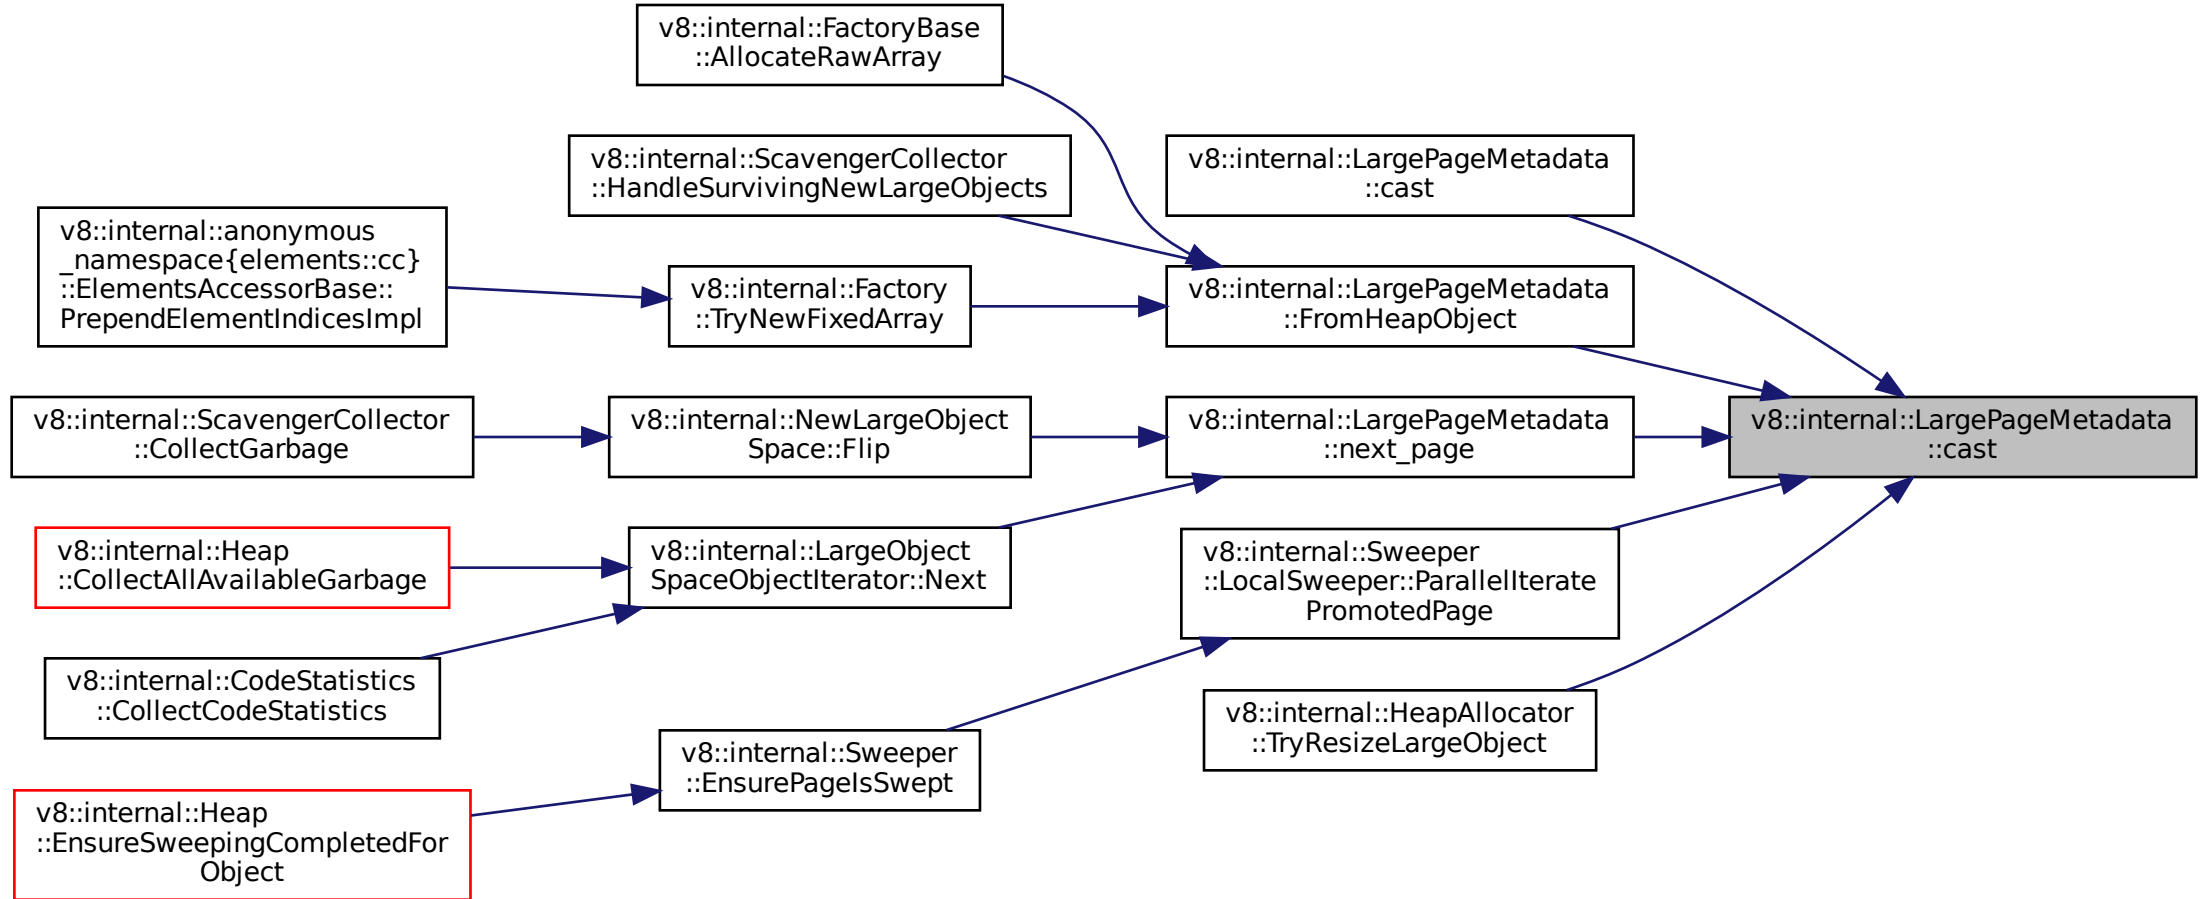 v8::internal::FactoryBase
::AllocateRawArray
v8::internal::ScavengerCollector
::HandleSurvivingNewLargeObjects
v8::internal::LargePageMetadata
::cast
v8::internal::anonymous
_namespace{elements::cc}
::ElementsAccessorBase::
PrependElementIndicesImpl
v8::internal::Factory
::TryNewFixedArray
v8::internal::LargePageMetadata
::FromHeapObject
v8::internal::ScavengerCollector
::CollectGarbage
v8::internal::NewLargeObject
Space::Flip
v8::internal::LargePageMetadata
::next_page
v8::internal::LargePageMetadata
::cast
v8::internal::Heap
::CollectAllAvailableGarbage
v8::internal::LargeObject
SpaceObjectIterator::Next
v8::internal::Sweeper
::LocalSweeper::ParallelIterate
PromotedPage
v8::internal::CodeStatistics
::CollectCodeStatistics
v8::internal::HeapAllocator
::TryResizeLargeObject
v8::internal::Sweeper
::EnsurePageIsSwept
v8::internal::Heap
::EnsureSweepingCompletedFor
Object